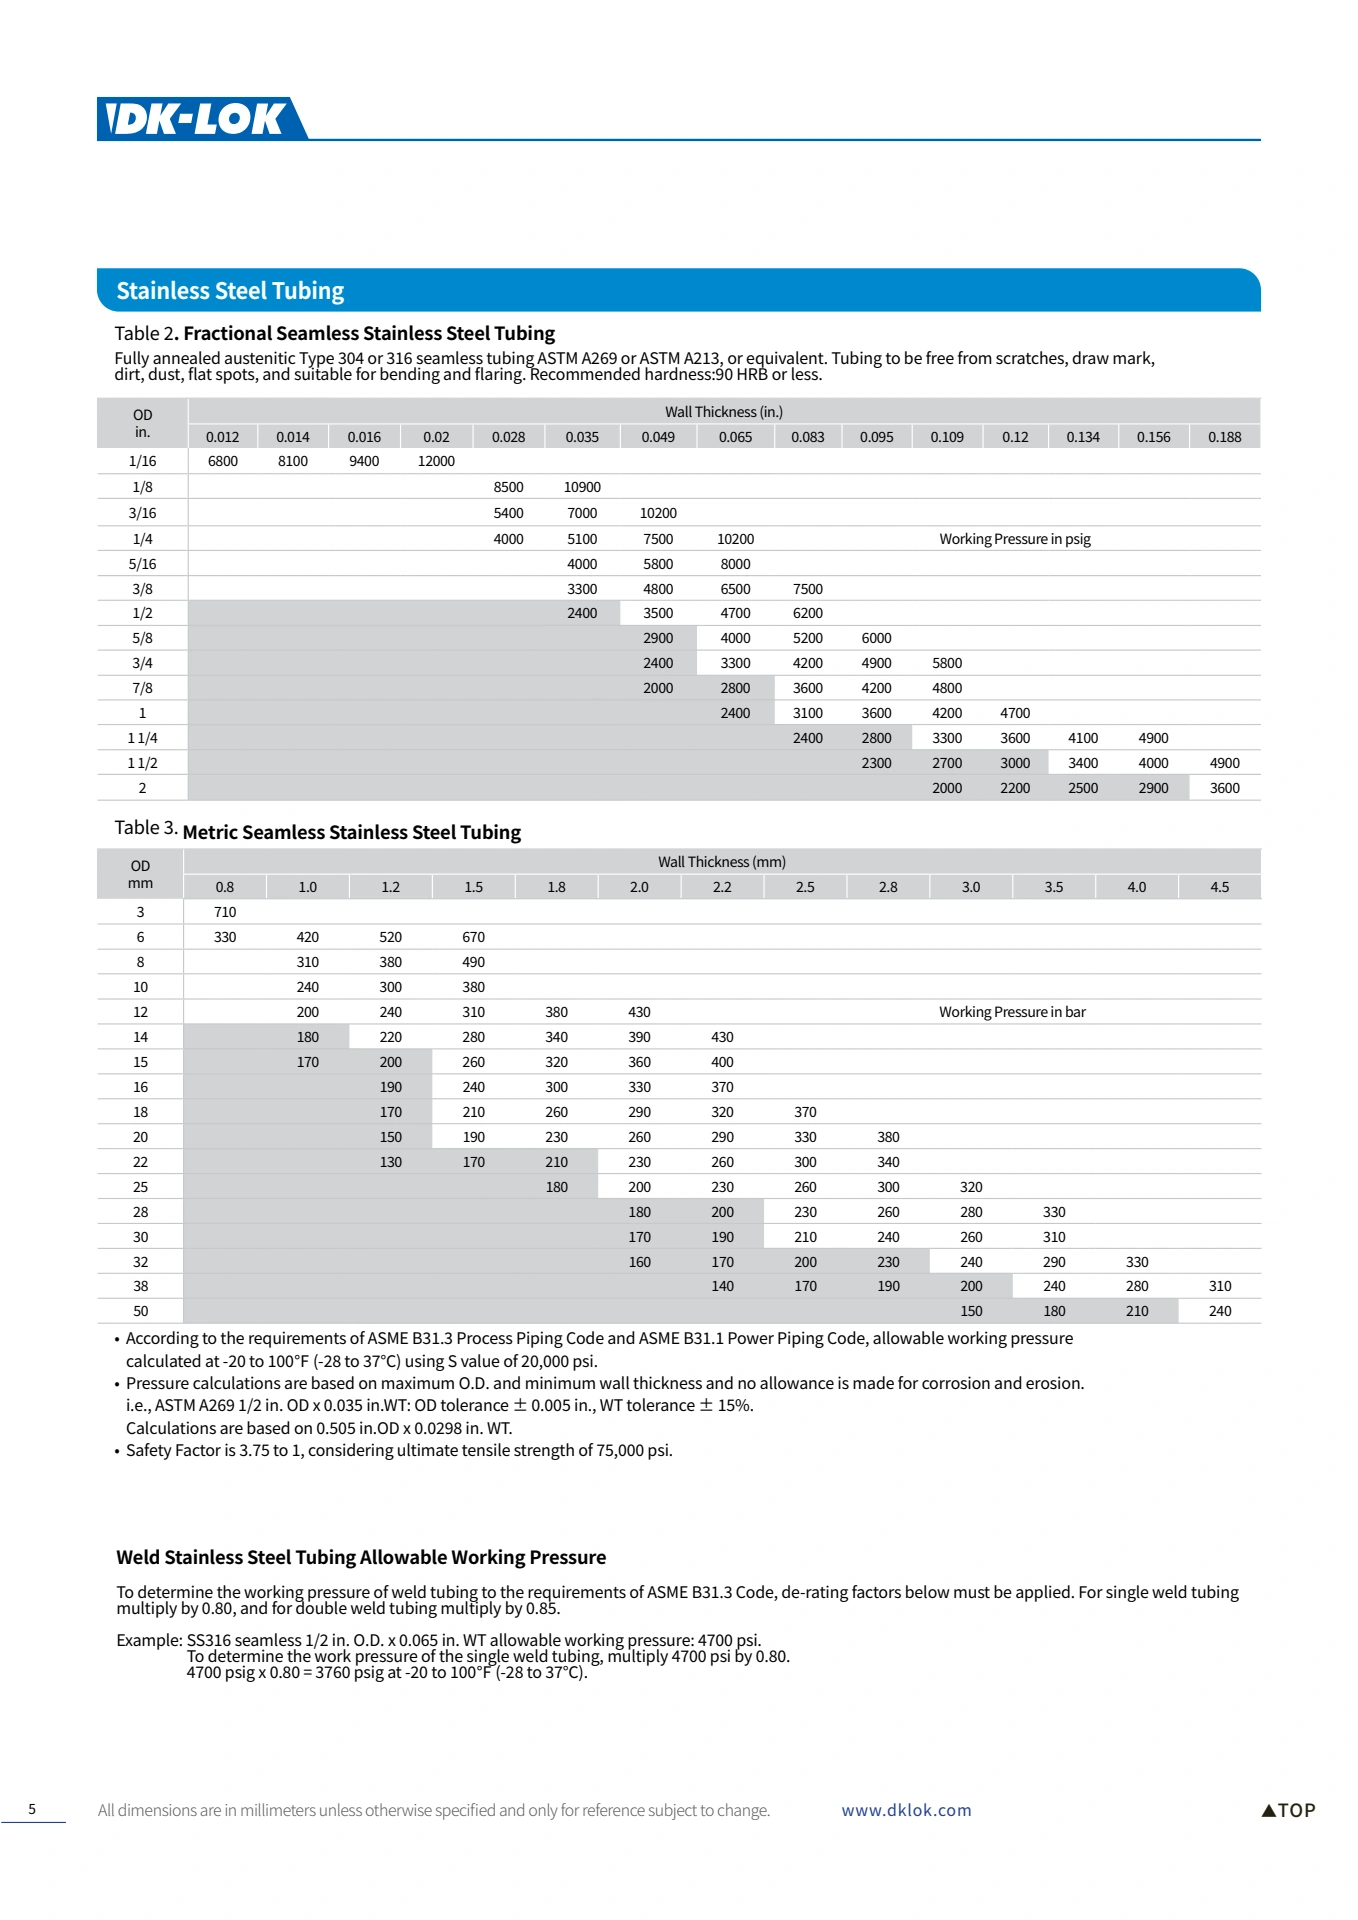 DK-LOK
Stainless Steel Tubing
Table 2. Fractional Seamless Stainless Steel Tubing
Fully annealed austenitic Type 304 or 316 seamless tubing ASTM A269 or ASTM A213, or equivalent. Tubing to be free from scratches, draw mark,
dirt, dust, flat spots, and suitable for bending and flaring. Recommended hardness:90 HRB or less.
OD in. Wall Thickness (in.)
0.012 0.014 0.016 0.02 0.028 0.035 0.049 0.065 0.083 0.095 0.109 0.12 0.134 0.156 0.188
1/16 6800 8100 9400 12000
1/8 8500 10900
3/16 5400 7000 10200
1/4 4000 5100 7500 10200 Working Pressure in psig
5/16 4000 5800 8000
3/8 3300 4800 6500 7500
1/2 2400 3500 4700 6200
5/8 2900 4000 5200 6000
3/4 2400 3300 4200 4900 5800
7/8 2000 2800 3600 4200 4800
1 2400 3100 3600 4200 4700
1 1/4 2400 2800 3300 3600 4100 4900
1 1/2 2300 2700 3000 3400 4000 4900
2 2000 2200 2500 2900 3600
Table 3. Metric Seamless Stainless Steel Tubing
OD mm Wall Thickness (mm)
0.8 1.0 1.2 1.5 1.8 2.0 2.2 2.5 2.8 3.0 3.5 4.0 4.5
3 710
6 330 420 520 670
8 310 380 490
10 240 300 380
12 200 240 310 380 430 Working Pressure in bar
14 180 220 280 340 390 430
15 170 200 260 320 360 400
16 190 240 300 330 370
18 170 210 260 290 320 370
20 150 190 230 260 290 330 380
22 130 170 210 230 260 300 340
25 180 200 230 260 300 320
28 180 200 230 260 280 330
30 170 190 210 240 260 310
32 160 170 200 230 240 290 330
38 140 170 190 200 240 280 310
50 150 180 210 240
• According to the requirements of ASME B31.3 Process Piping Code and ASME B31.1 Power Piping Code, allowable working pressure
calculated at -20 to 100°F (-28 to 37°C) using S value of 20,000 psi.
• Pressure calculations are based on maximum O.D. and minimum wall thickness and no allowance is made for corrosion and erosion.
i.e., ASTM A269 1/2 in. OD x 0.035 in.WT: OD tolerance ± 0.005 in., WT tolerance ± 15%.
Calculations are based on 0.505 in.OD x 0.0298 in. WT.
• Safety Factor is 3.75 to 1, considering ultimate tensile strength of 75,000 psi.
Weld Stainless Steel Tubing Allowable Working Pressure
To determine the working pressure of weld tubing to the requirements of ASME B31.3 Code, de-rating factors below must be applied. For single weld tubing
multiply by 0.80, and for double weld tubing multiply by 0.85.
Example: SS316 seamless 1/2 in. O.D. x 0.065 in. WT allowable working pressure: 4700 psi.
To determine the work pressure of the single weld tubing, multiply 4700 psi by 0.80.
4700 psig x 0.80 = 3760 psig at -20 to 100°F (-28 to 37°C).
5 All dimensions are in millimeters unless otherwise specified and only for reference subject to change. www.dklok.com ▲TOP